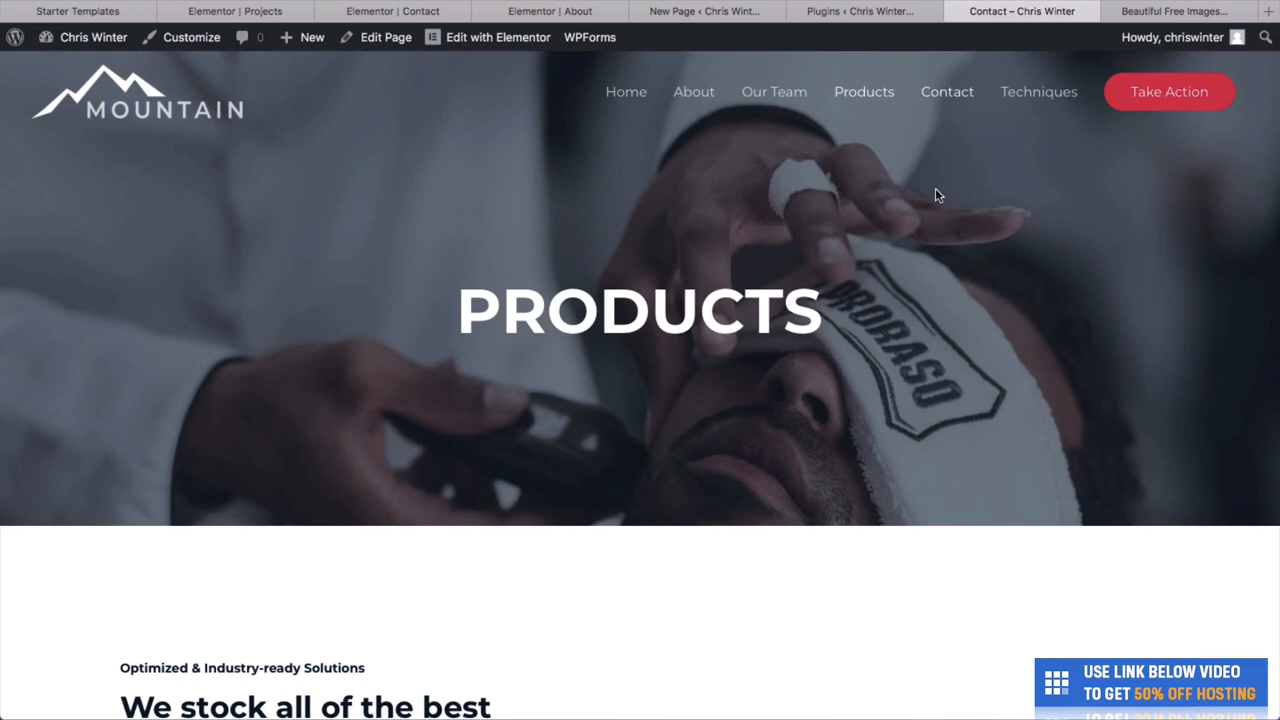 Starter Templates
Elementor | Projects
Elementor | Contact
Elementor | About
New Page ‹ Chris Wint...
Plugins ‹ Chris Winter...
Contact – Chris Winter
Beautiful Free Images...
Chris Winter
Customize
0
New
Edit Page
Edit with Elementor
WPForms
Howdy, chriswinter
MOUNTAIN
Home
About
Our Team
Products
Contact
Techniques
Take Action
PRORASO
PRODUCTS
Optimized & Industry-ready Solutions
We stock all of the best
USE LINK BELOW VIDEO
TO GET 50% OFF HOSTING